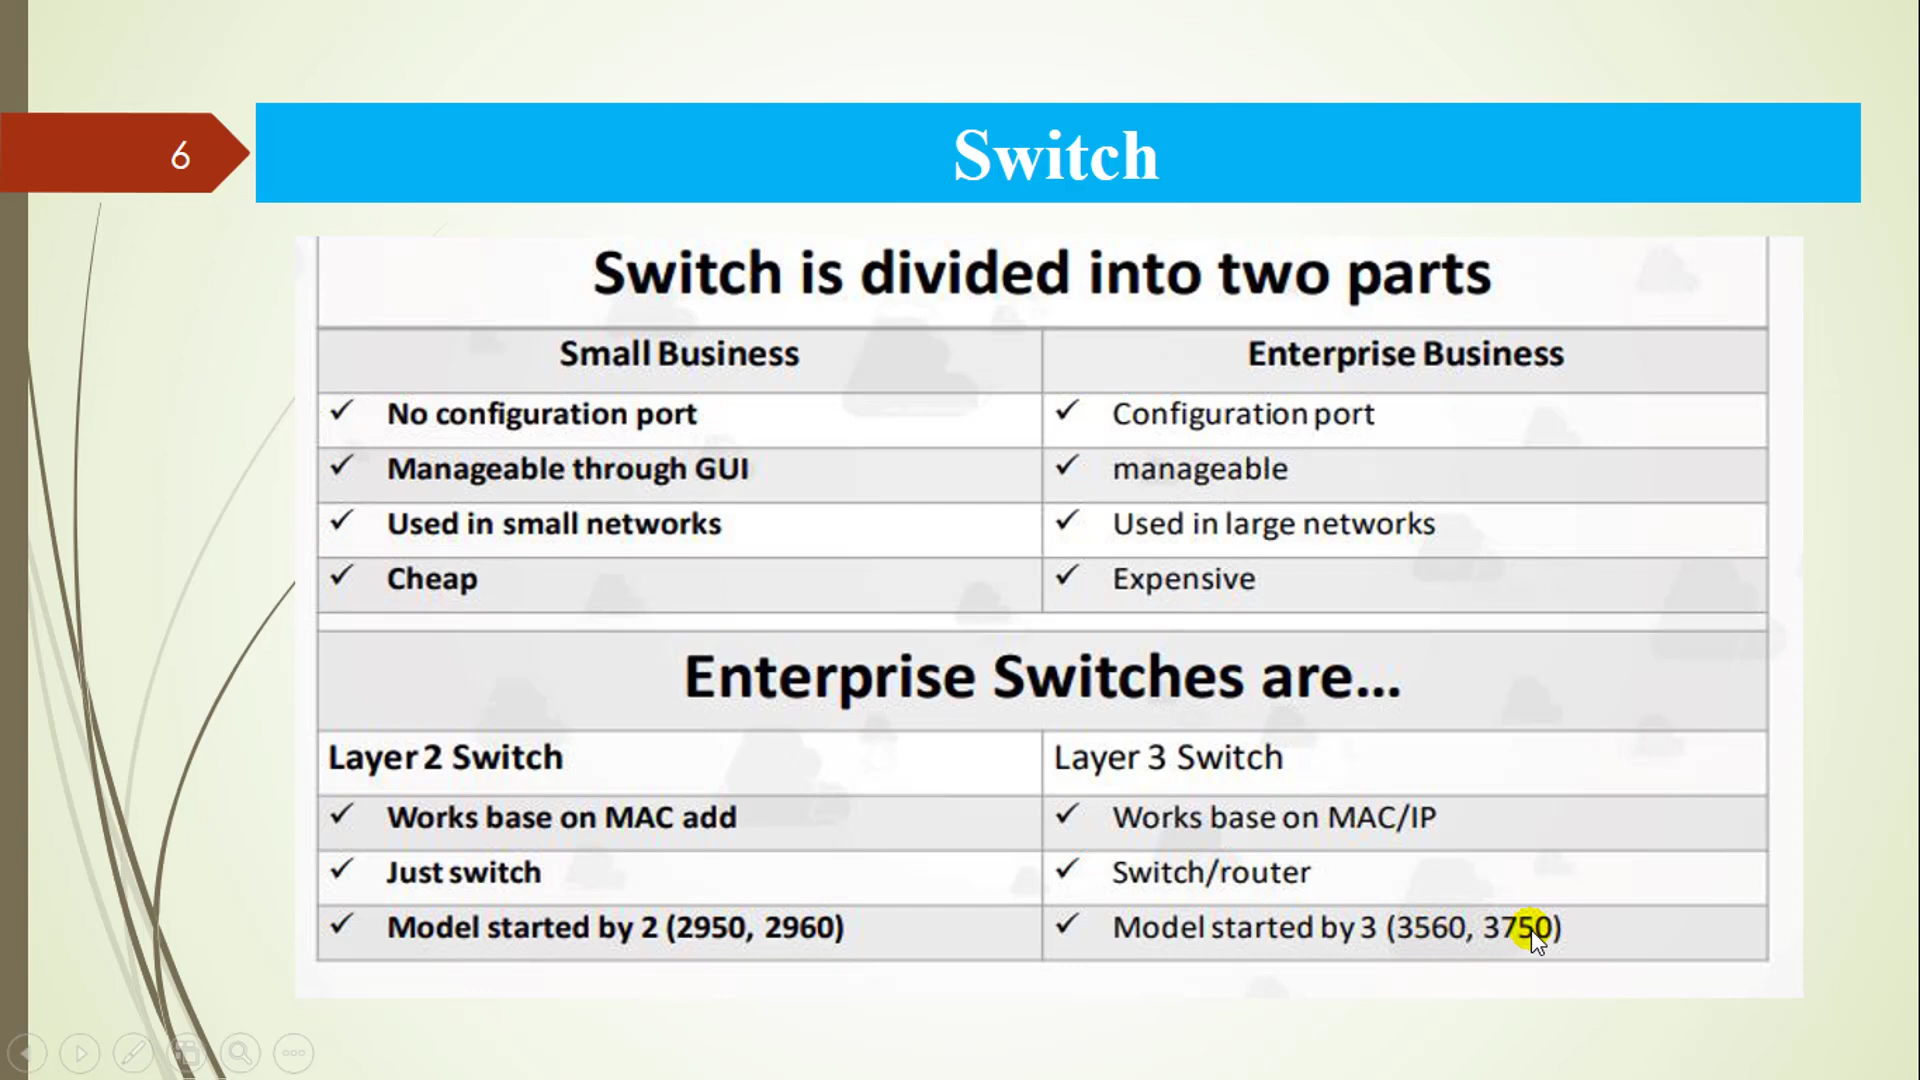 6
Switch
Switch is divided into two parts
Small Business Enterprise Business
✓ No configuration port ✓ Configuration port
✓ Manageable through GUI ✓ manageable
✓ Used in small networks ✓ Used in large networks
✓ Cheap ✓ Expensive
Enterprise Switches are...
Layer 2 Switch Layer 3 Switch
✓ Works base on MAC add ✓ Works base on MAC/IP
✓ Just switch ✓ Switch/router
✓ Model started by 2 (2950, 2960) ✓ Model started by 3 (3560, 3750)